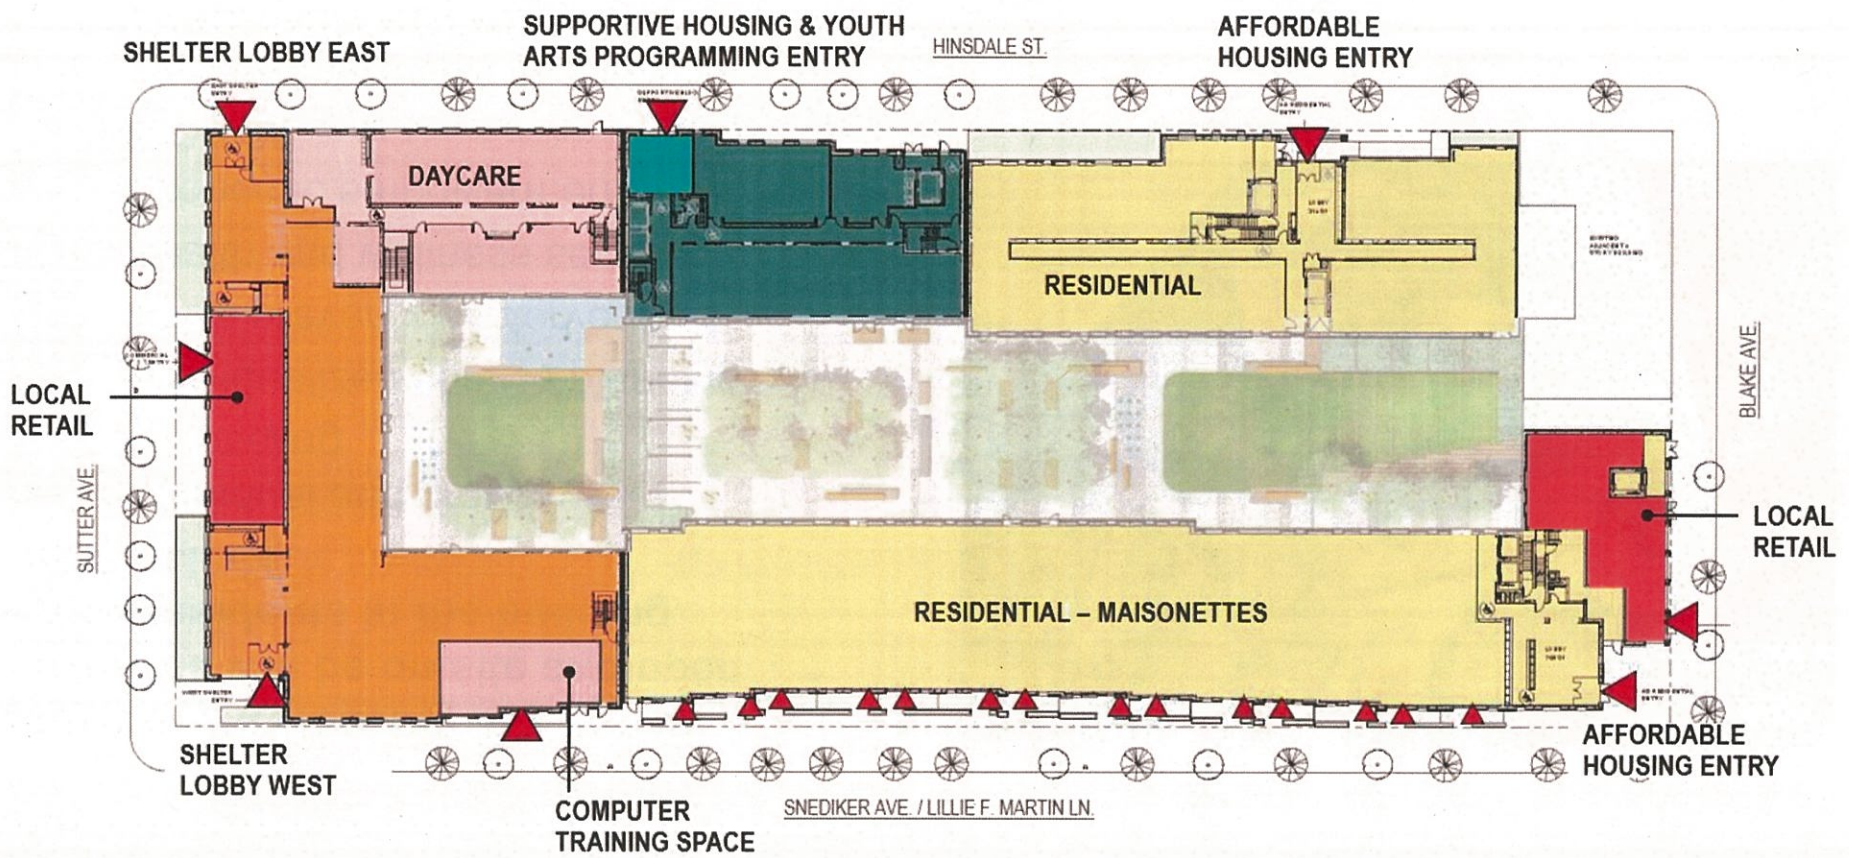 SHELTER LOBBY EAST
SUPPORTIVE HOUSING & YOUTH
ARTS PROGRAMMING ENTRY
HINSDALE ST.
AFFORDABLE
HOUSING ENTRY
DAYCARE
RESIDENTIAL
LOCAL
RETAIL
SUTTER AVE.
BLAKE AVE.
LOCAL
RETAIL
RESIDENTIAL – MAISONETTES
SHELTER
LOBBY WEST
COMPUTER
TRAINING SPACE
SNEDIKER AVE. / LILLIE F. MARTIN LN.
AFFORDABLE
HOUSING ENTRY